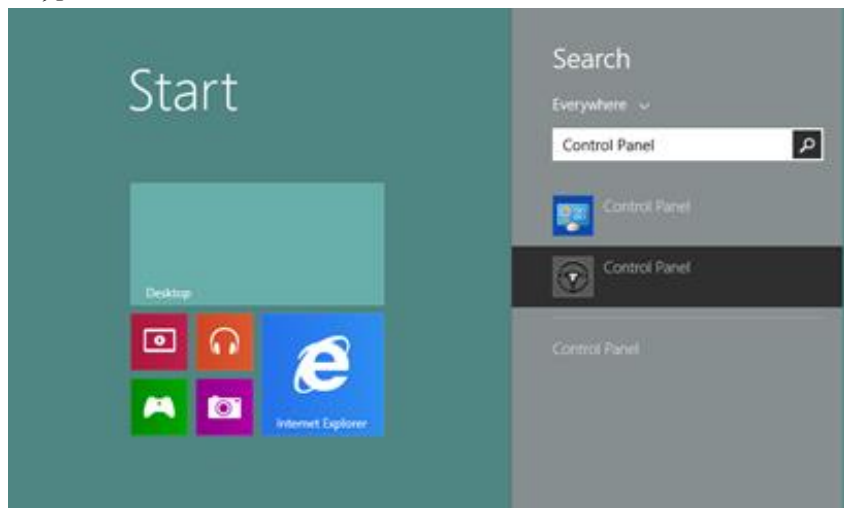 Start
Desktop
Internet Explorer
Search
Everywhere
Control Panel
Control Panel
Control Panel
Control Panel